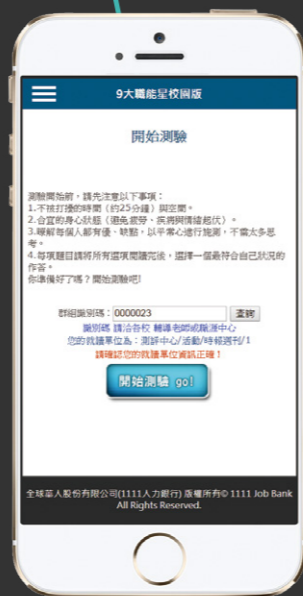 9大職能星校園版
開始測驗
測驗開始前，請先注意以下事項：
1.不被打擾的時間（約25分鐘）與空間。
2.合宜的身心狀態（避免疲勞、疾病與情緒起伏）。
3.瞭解每個人都有優、缺點，以平常心進行施測，不需太多思
考。
4.每項題目請將所有選項閱讀完後，選擇一個最符合自己狀況的
作答。
你準備好了嗎？開始測驗吧!
群組識別碼：0000023 查詢
識別碼 請洽各校 輔導老師或職涯中心
您的就讀單位為：測評中心/活動/時報週刊/1
請確認您的就讀單位資訊正確！
開始測驗 go!
全球華人股份有限公司(1111人力銀行) 版權所有© 1111 Job Bank
All Rights Reserved.